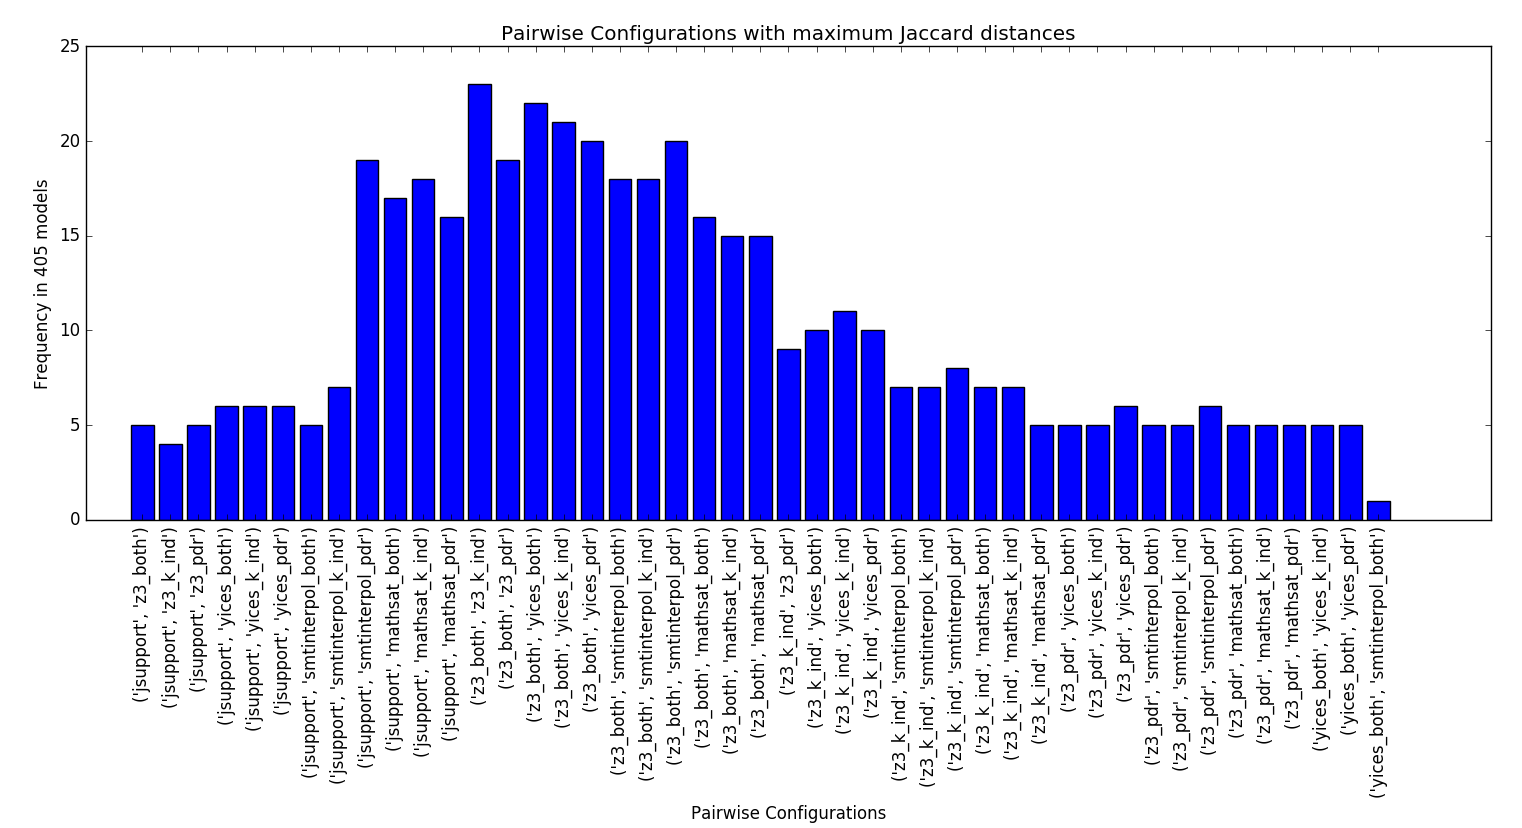 Pairwise Configurations with maximum Jaccard distances
25
20
15
10
5
0
Frequency in 405 models
('jsupport', 'z3_both')
('jsupport', 'z3_k_ind')
('jsupport', 'z3_pdr')
('jsupport', 'yices_both')
('jsupport', 'yices_k_ind')
('jsupport', 'yices_pdr')
('jsupport', 'smtinterpol_both')
('jsupport', 'smtinterpol_k_ind')
('jsupport', 'smtinterpol_pdr')
('jsupport', 'mathsat_both')
('jsupport', 'mathsat_k_ind')
('jsupport', 'mathsat_pdr')
('z3_both', 'z3_k_ind')
('z3_both', 'z3_pdr')
('z3_both', 'yices_both')
('z3_both', 'yices_k_ind')
('z3_both', 'yices_pdr')
('z3_both', 'smtinterpol_both')
('z3_both', 'smtinterpol_k_ind')
('z3_both', 'smtinterpol_pdr')
('z3_both', 'mathsat_both')
('z3_both', 'mathsat_k_ind')
('z3_both', 'mathsat_pdr')
('z3_k_ind', 'z3_pdr')
('z3_k_ind', 'yices_both')
('z3_k_ind', 'yices_k_ind')
('z3_k_ind', 'yices_pdr')
('z3_k_ind', 'smtinterpol_both')
('z3_k_ind', 'smtinterpol_k_ind')
('z3_k_ind', 'smtinterpol_pdr')
('z3_k_ind', 'mathsat_both')
('z3_k_ind', 'mathsat_k_ind')
('z3_k_ind', 'mathsat_pdr')
('z3_pdr', 'yices_both')
('z3_pdr', 'yices_k_ind')
('z3_pdr', 'yices_pdr')
('z3_pdr', 'smtinterpol_both')
('z3_pdr', 'smtinterpol_k_ind')
('z3_pdr', 'smtinterpol_pdr')
('z3_pdr', 'mathsat_both')
('z3_pdr', 'mathsat_k_ind')
('z3_pdr', 'mathsat_pdr')
('yices_both', 'yices_k_ind')
('yices_both', 'yices_pdr')
('yices_both', 'smtinterpol_both')
Pairwise Configurations